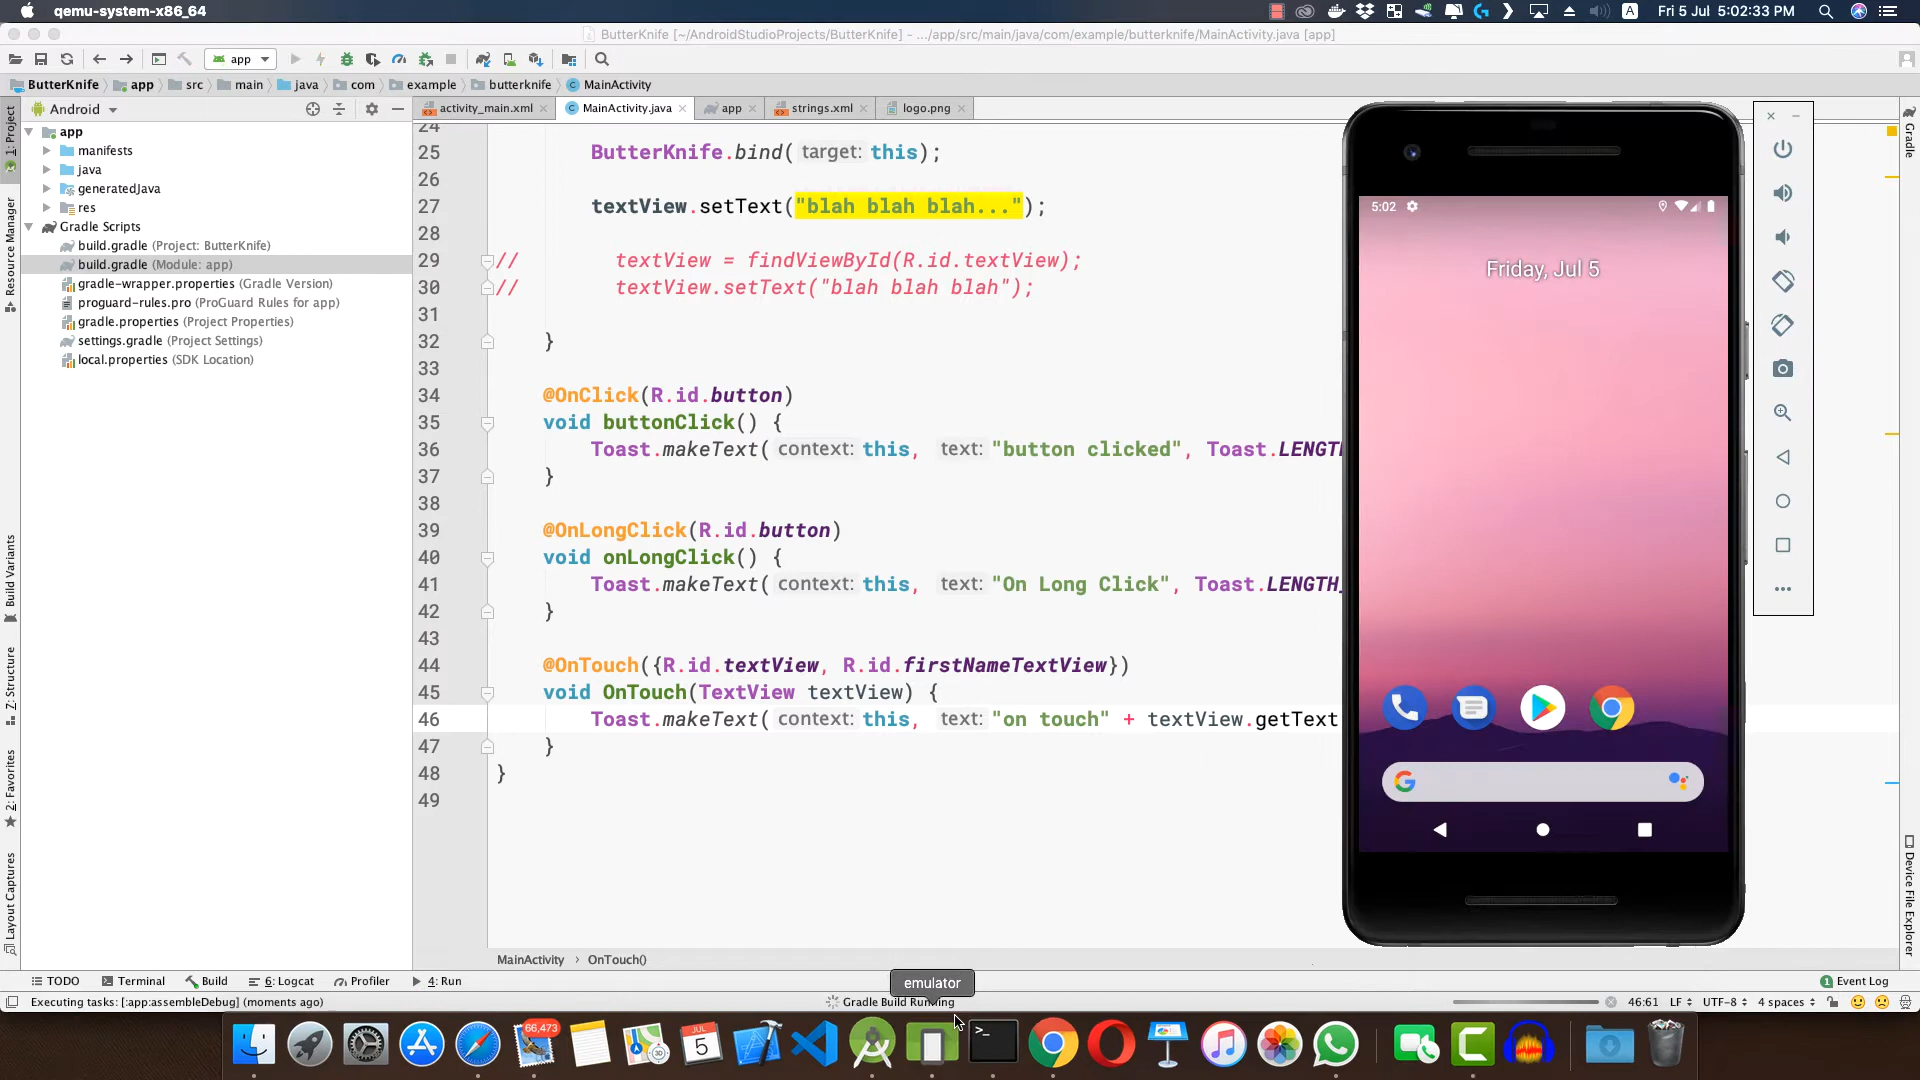 qemu-system-x86_64
Fri 5 Jul 5:02:33 PM
ButterKnife [~/AndroidStudioProjects/ButterKnife] - .../app/src/main/java/com/example/butterknife/MainActivity.java [app]
app
ButterKnife app src main java com example butterknife MainActivity
Android
activity_main.xml MainActivity.java app strings.xml logo.png
1: Project
Resource Manager
Build Variants
7: Structure
2: Favorites
Layout Captures
app
manifests
java
generatedJava
res
Gradle Scripts
build.gradle (Project: ButterKnife)
build.gradle (Module: app)
gradle-wrapper.properties (Gradle Version)
proguard-rules.pro (ProGuard Rules for app)
gradle.properties (Project Properties)
settings.gradle (Project Settings)
local.properties (SDK Location)
24
25 ButterKnife.bind( target: this);
26
27 textView.setText("blah blah blah...");
28
29 // textView = findViewById(R.id.textView);
30 // textView.setText("blah blah blah");
31
32 }
33
34 @OnClick(R.id.button)
35 void buttonClick() {
36 Toast.makeText( context: this, text: "button clicked", Toast.LENGTH
37 }
38
39 @OnLongClick(R.id.button)
40 void onLongClick() {
41 Toast.makeText( context: this, text: "On Long Click", Toast.LENGTH_
42 }
43
44 @OnTouch({R.id.textView, R.id.firstNameTextView})
45 void OnTouch(TextView textView) {
46 Toast.makeText( context: this, text: "on touch" + textView.getText
47 }
48 }
49
5:02
Friday, Jul 5
Gradle
Device File Explorer
MainActivity › OnTouch()
emulator
TODO Terminal Build 6: Logcat Profiler 4: Run Event Log
Executing tasks: [:app:assembleDebug] (moments ago)
Gradle Build Running
46:61 LF UTF-8 4 spaces
66,473
JUL
5